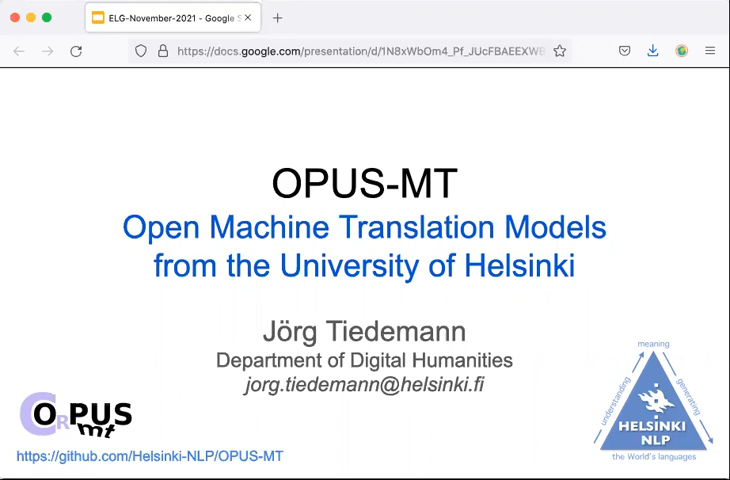 ELG-November-2021 - Google S
https://docs.google.com/presentation/d/1N8xWbOm4_Pf_JUcFBAEEXWB
OPUS-MT
Open Machine Translation Models
from the University of Helsinki
Jörg Tiedemann
Department of Digital Humanities
jorg.tiedemann@helsinki.fi
meaning
understanding
generating
HELSINKI
NLP
the World's languages
CORPUS
mt
https://github.com/Helsinki-NLP/OPUS-MT